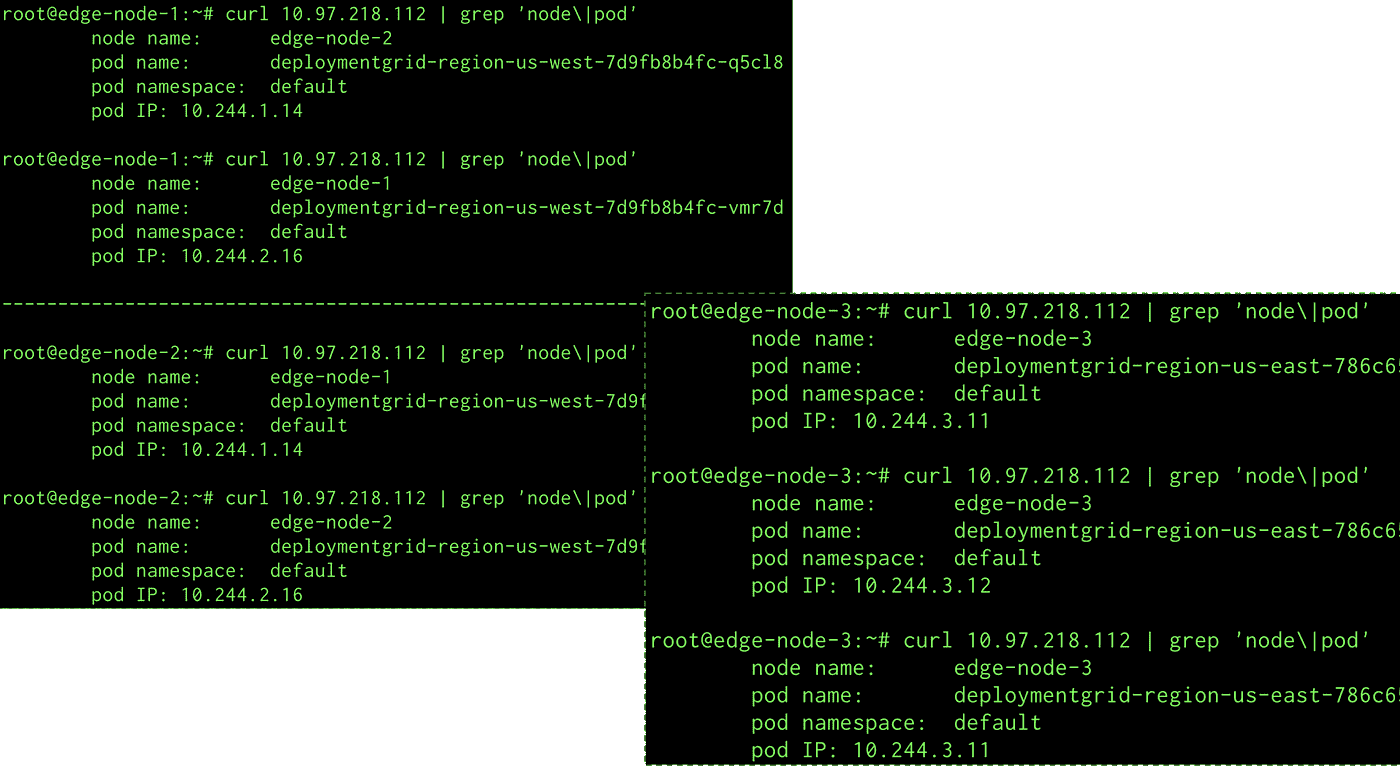 root@edge-node-1:~# curl 10.97.218.112 | grep 'node\|pod'
node name: edge-node-2
pod name: deploymentgrid-region-us-west-7d9fb8b4fc-q5cl8
pod namespace: default
pod IP: 10.244.1.14
root@edge-node-1:~# curl 10.97.218.112 | grep 'node\|pod'
node name: edge-node-1
pod name: deploymentgrid-region-us-west-7d9fb8b4fc-vmr7d
pod namespace: default
pod IP: 10.244.2.16
root@edge-node-2:~# curl 10.97.218.112 | grep 'node\|pod'
node name: edge-node-1
pod name: deploymentgrid-region-us-west-7d9f
pod namespace: default
pod IP: 10.244.1.14
root@edge-node-2:~# curl 10.97.218.112 | grep 'node\|pod'
node name: edge-node-2
pod name: deploymentgrid-region-us-west-7d9f
pod namespace: default
pod IP: 10.244.2.16
root@edge-node-3:~# curl 10.97.218.112 | grep 'node\|pod'
node name: edge-node-3
pod name: deploymentgrid-region-us-east-786c65
pod namespace: default
pod IP: 10.244.3.11
root@edge-node-3:~# curl 10.97.218.112 | grep 'node\|pod'
node name: edge-node-3
pod name: deploymentgrid-region-us-east-786c65
pod namespace: default
pod IP: 10.244.3.12
root@edge-node-3:~# curl 10.97.218.112 | grep 'node\|pod'
node name: edge-node-3
pod name: deploymentgrid-region-us-east-786c65
pod namespace: default
pod IP: 10.244.3.11